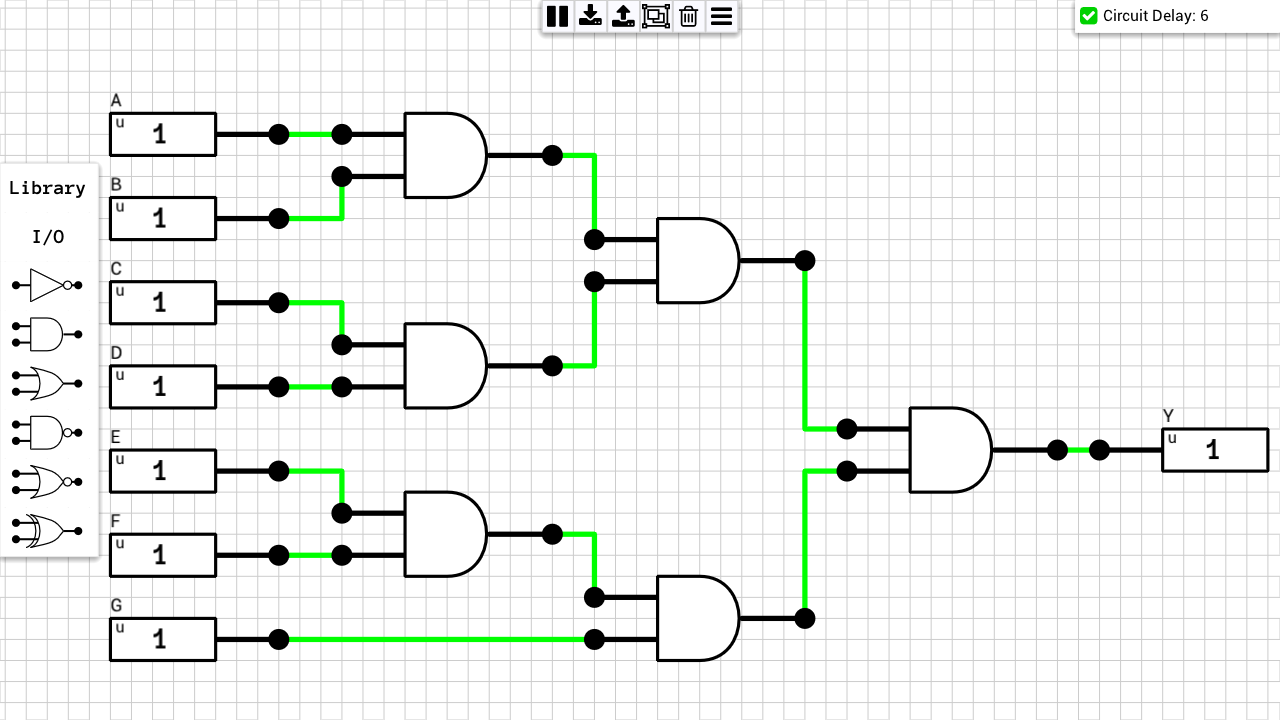 Circuit Delay: 6
Library
I/O
A
u 1
B
u 1
C
u 1
D
u 1
E
u 1
F
u 1
G
u 1
Y
u 1